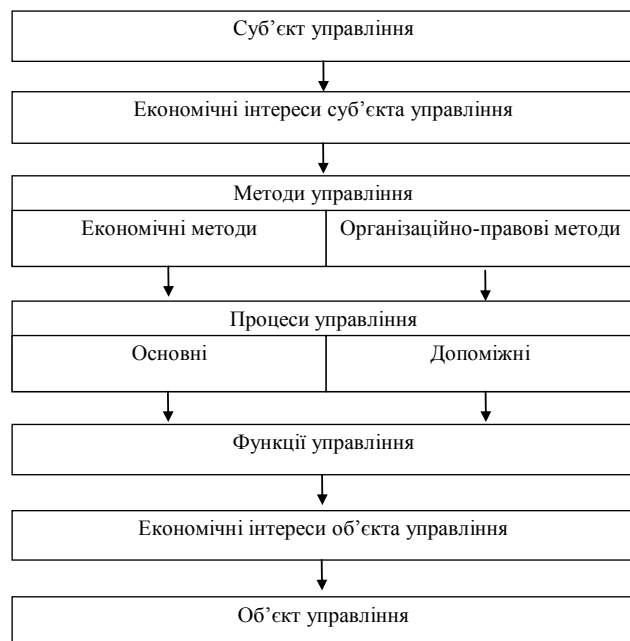 Суб’єкт управління
Економічні інтереси суб’єкта управління
Методи управління
Економічні методи
Організаційно-правові методи
Процеси управління
Основні
Допоміжні
Функції управління
Економічні інтереси об’єкта управління
Об’єкт управління